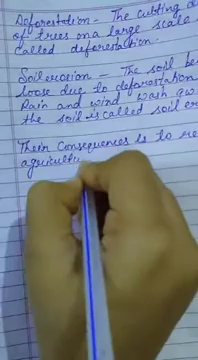 Deforestation - The cutting
of trees on a large scale
called deforestation.
Soil erosion - The soil be
loose due to deforestation
Rain and wind wash aw
the soil is called soil er
Their Consequences is to re
agricultu